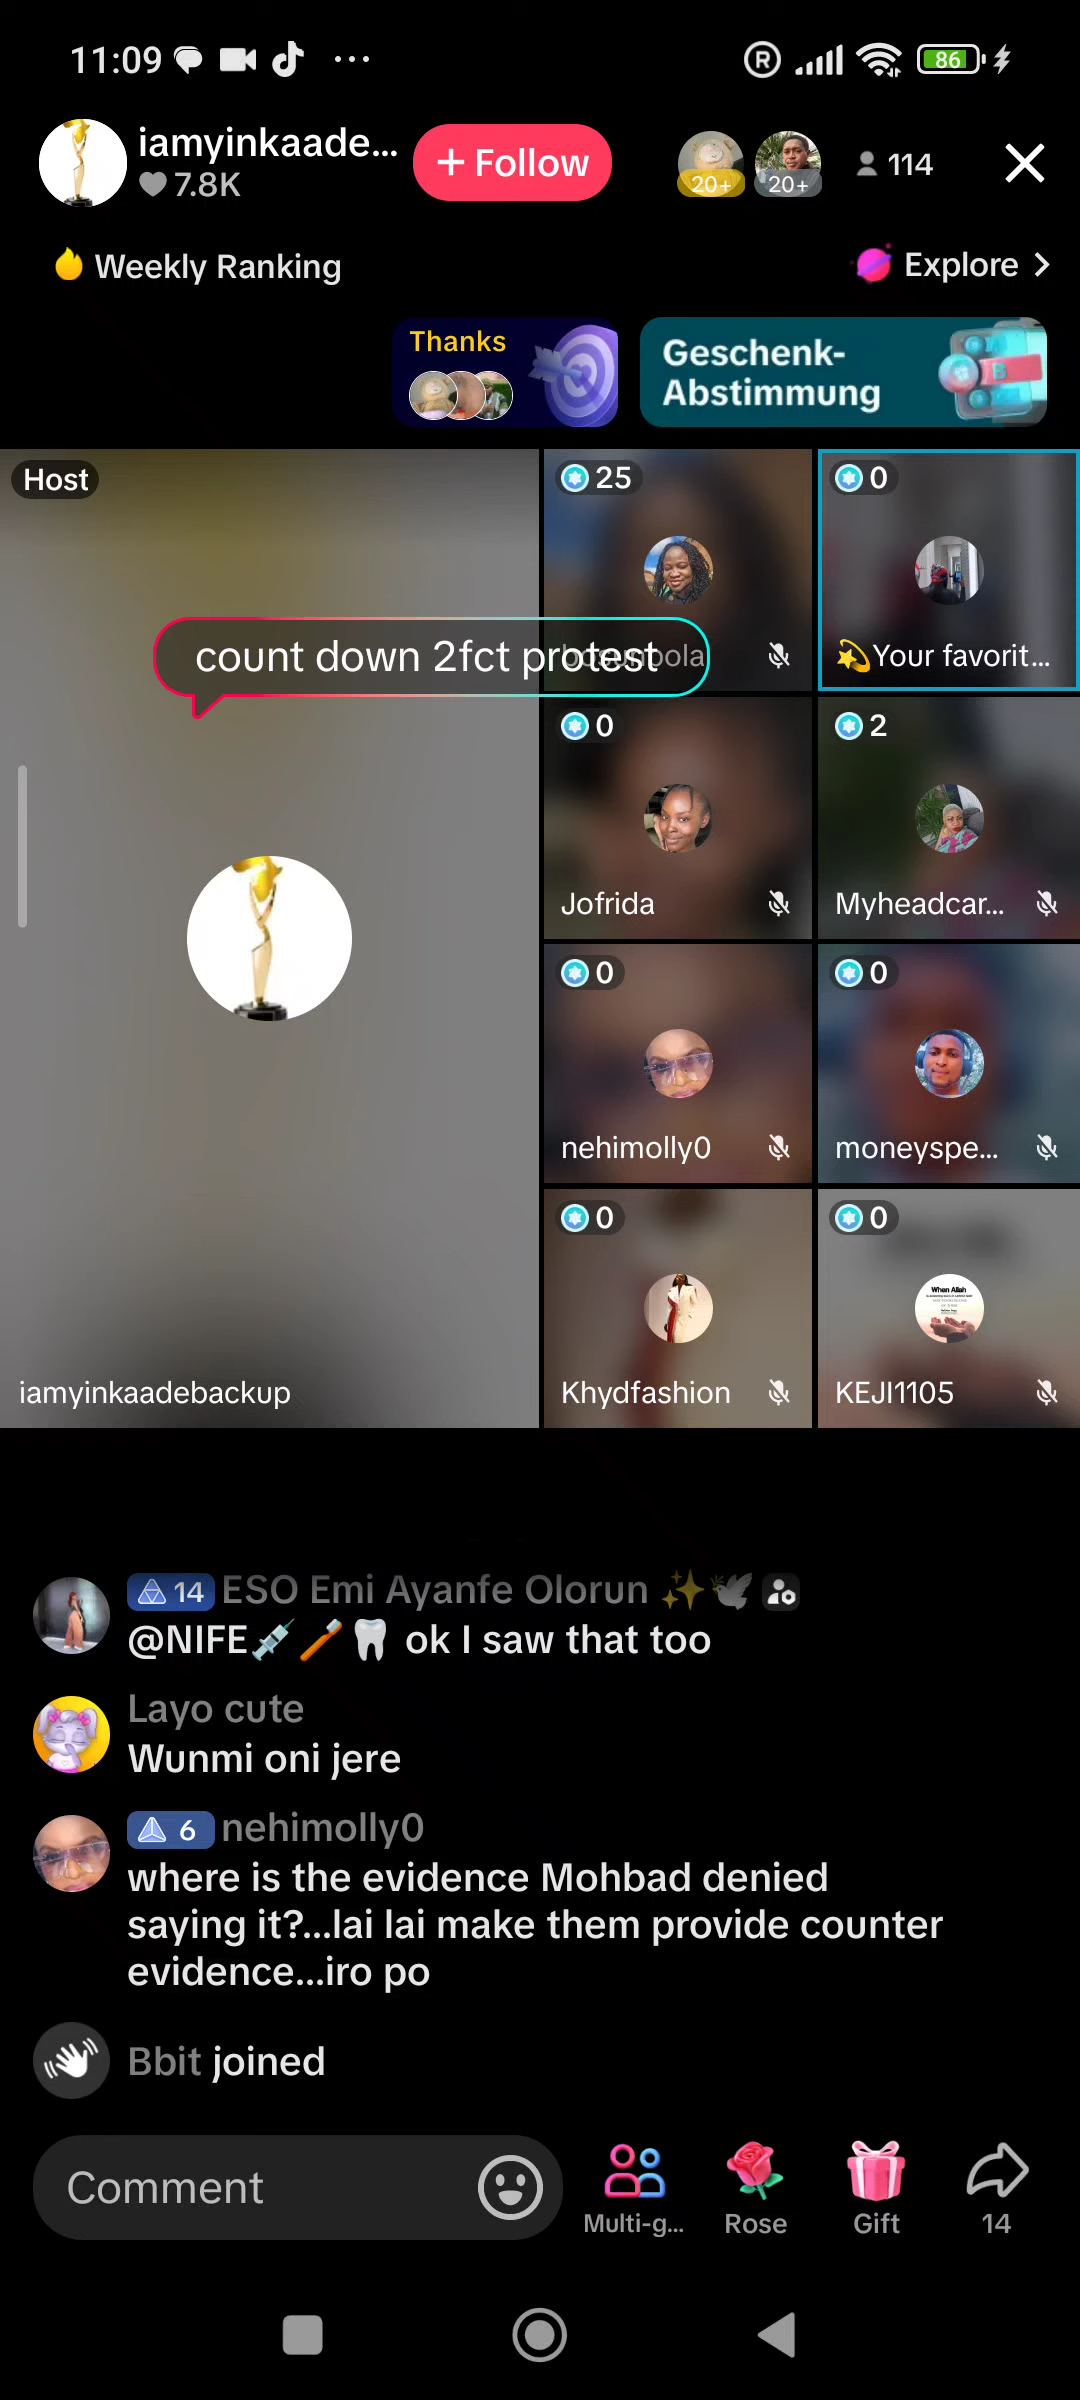 11:09
R
86
iamyinkaade...
7.8K
+ Follow
20+
20+
114
Weekly Ranking
Explore >
Thanks
Geschenk-
Abstimmung
Host
25
0
count down 2fct protest
💫Your favorit...
0
2
Jofrida
Myheadcar...
0
0
nehimolly0
moneyspe...
0
0
When Allah
iamyinkaadebackup
Khydfashion
KEJI1105
14 ESO Emi Ayanfe Olorun ✨🕊️
@NIFE💉🪥🦷 ok I saw that too
Layo cute
Wunmi oni jere
6 nehimolly0
where is the evidence Mohbad denied
saying it?...lai lai make them provide counter
evidence...iro po
Bbit joined
Comment
Multi-g...
Rose
Gift
14